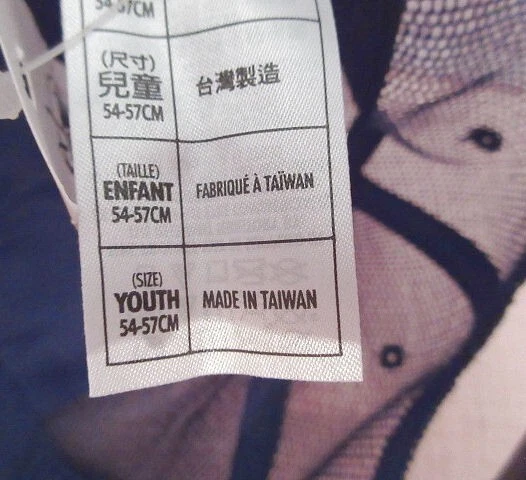 54-57CM
(尺寸)
兒童
54-57CM
台灣製造
(TAILLE)
ENFANT
54-57CM
FABRIQUÉ À TAÏWAN
(SIZE)
YOUTH
54-57CM
MADE IN TAIWAN